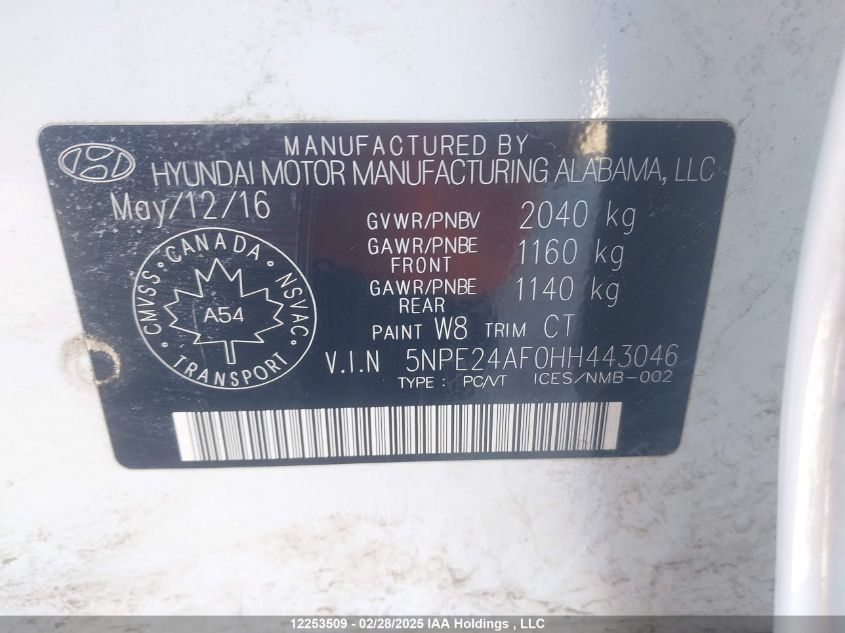 MANUFACTURED BY
HYUNDAI MOTOR MANUFACTURING ALABAMA, LLC
May/12/16
GVWR/PNBV 2040 kg
GAWR/PNBE FRONT 1160 kg
GAWR/PNBE REAR 1140 kg
PAINT W8 TRIM CT
V.I.N 5NPE24AF0HH443046
TYPE : PC/VT ICES/NMB-002
CMVSS • CANADA • NSVAC • TRANSPORT •
A54
12253509 - 02/28/2025 IAA Holdings , LLC